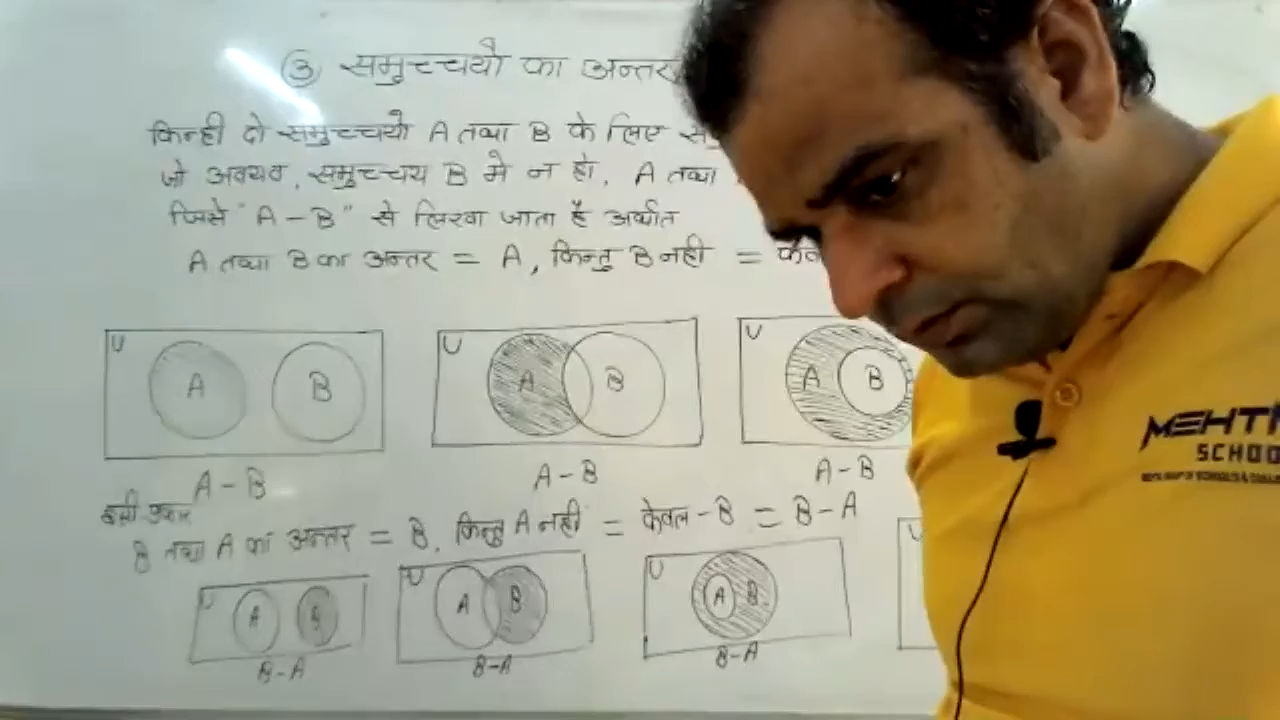 ③ समुच्चयो का अन्तर
किन्ही दो समुच्चयो A तथा B के लिए
जो अवयव, समुच्चय B मे न हो, A तथा
जिसे "A - B" से लिखा जाता है अर्थात
A तथा B का अन्तर = A, किन्तु B नही =
U A B
U A B
U A B
A - B
A - B
A - B
इसी प्रकार
B तथा A का अन्तर = B, किन्तु A नही = केवल - B = B - A
U A B
U A B
U A B
U
B - A
B - A
B - A
SCHOO